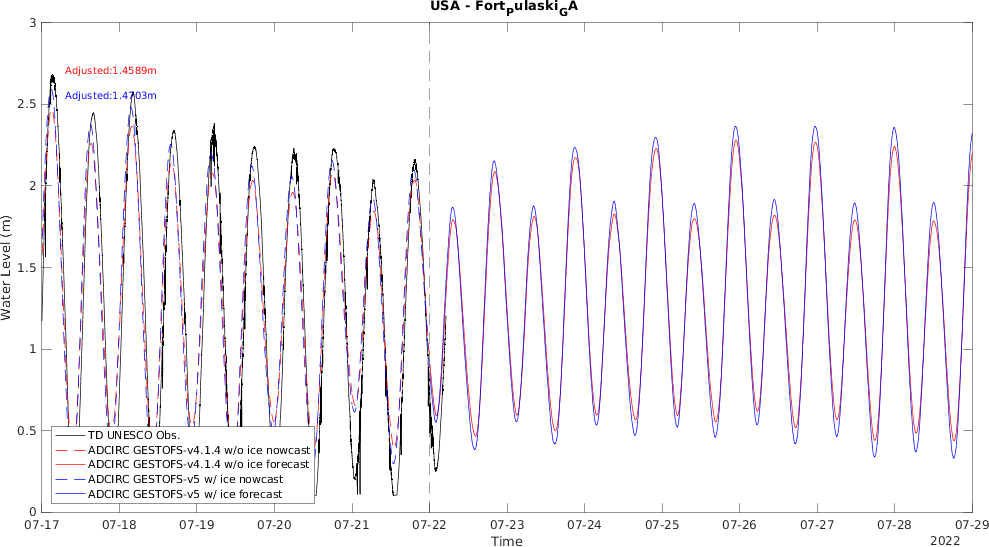 USA - FortPulaskiGA
Adjusted:1.4589m
Adjusted:1.4703m
Water Level (m)
3
2.5
2
1.5
1
0.5
0
TD UNESCO Obs.
ADCIRC GESTOFS-v4.1.4 w/o ice nowcast
ADCIRC GESTOFS-v4.1.4 w/o ice forecast
ADCIRC GESTOFS-v5 w/ ice nowcast
ADCIRC GESTOFS-v5 w/ ice forecast
07-17 07-18 07-19 07-20 07-21 07-22 07-23 07-24 07-25 07-26 07-27 07-28 07-29
Time
2022